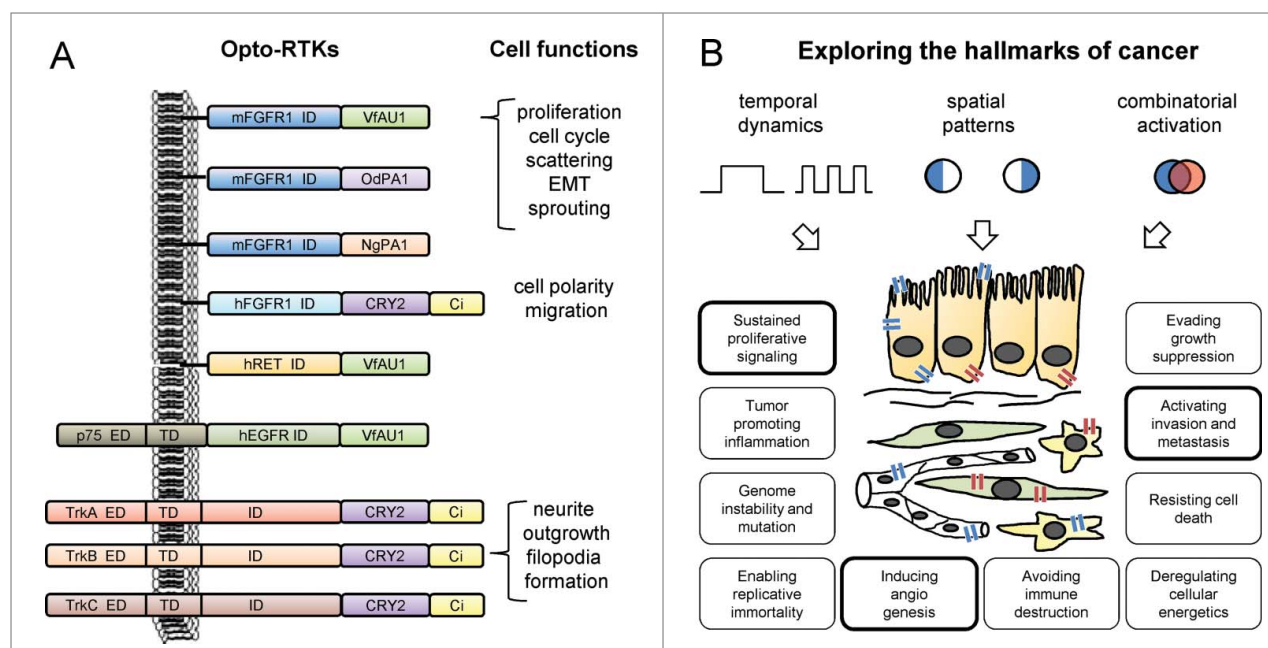 A
Opto-RTKs
Cell functions
mFGFR1 ID VfAU1
mFGFR1 ID OdPA1
mFGFR1 ID NgPA1
proliferation
cell cycle
scattering
EMT
sprouting
hFGFR1 ID CRY2 Ci
cell polarity
migration
hRET ID VfAU1
p75 ED TD hEGFR ID VfAU1
TrkA ED TD ID CRY2 Ci
TrkB ED TD ID CRY2 Ci
TrkC ED TD ID CRY2 Ci
neurite
outgrowth
filopodia
formation
B
Exploring the hallmarks of cancer
temporal
dynamics
spatial
patterns
combinatorial
activation
Sustained
proliferative
signaling
Evading
growth
suppression
Tumor
promoting
inflammation
Activating
invasion and
metastasis
Genome
instability and
mutation
Resisting cell
death
Enabling
replicative
immortality
Inducing
angio
genesis
Avoiding
immune
destruction
Deregulating
cellular
energetics